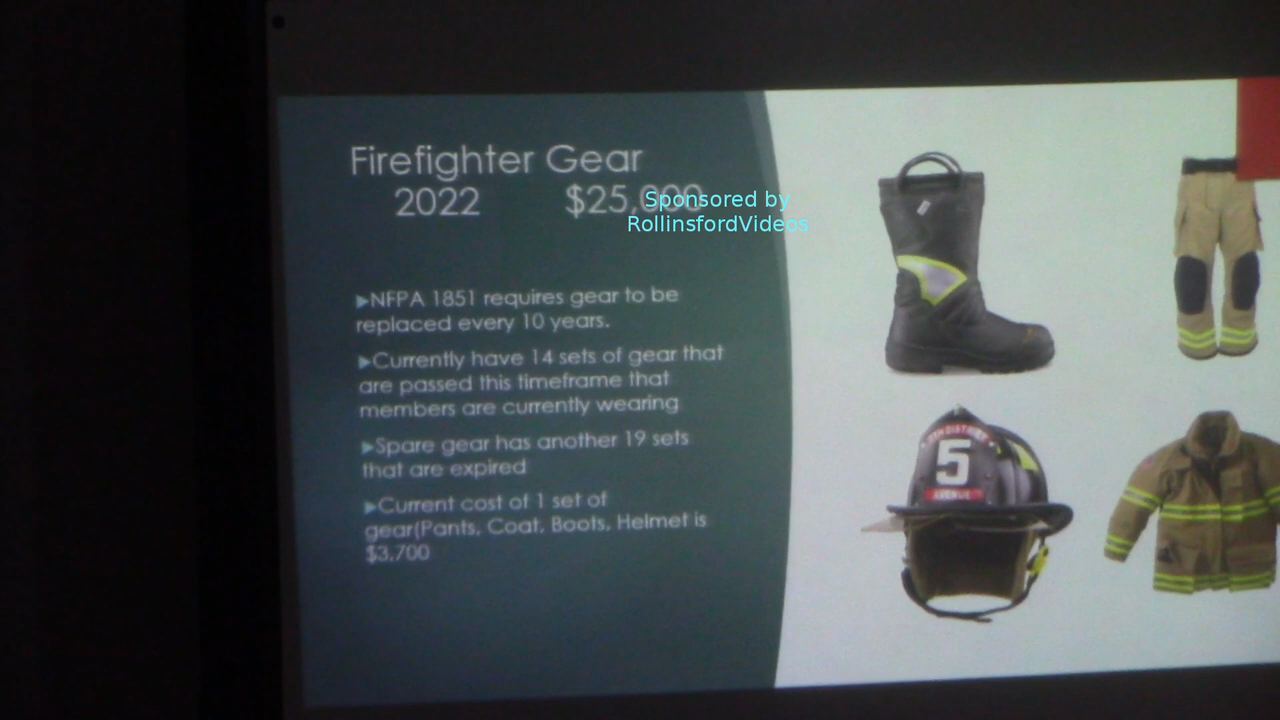 Firefighter Gear
2022 $25,000
Sponsored by
RollinsfordVideos
▶NFPA 1851 requires gear to be
replaced every 10 years.
▶Currently have 14 sets of gear that
are passed this timeframe that
members are currently wearing
▶Spare gear has another 19 sets
that are expired
▶Current cost of 1 set of
gear(Pants, Coat, Boots, Helmet is
$3,700
5